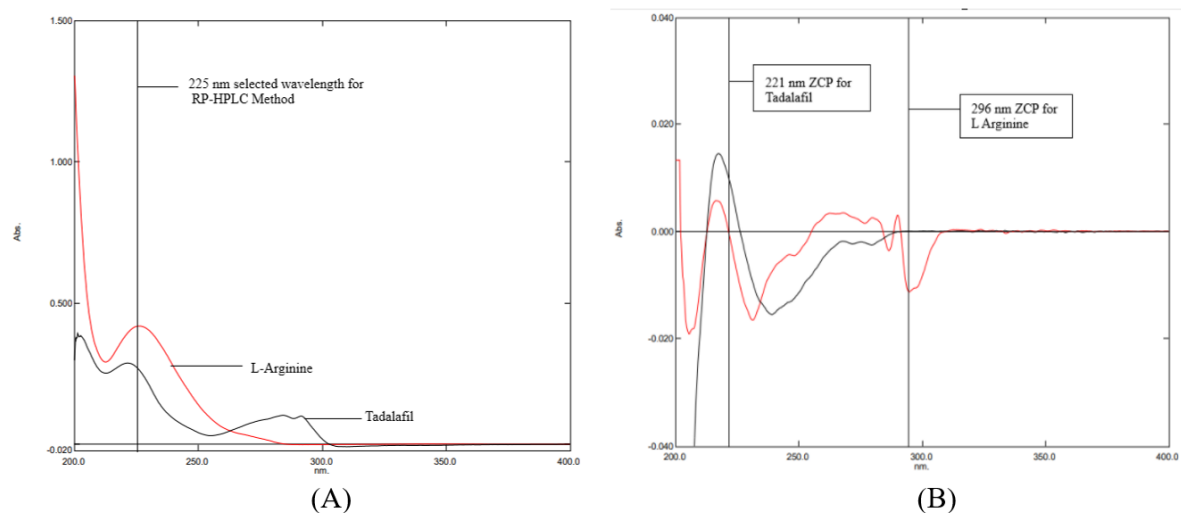 1.500
1.000
0.500
-0.020
Abs.
225 nm selected wavelength for
RP-HPLC Method
L-Arginine
Tadalafil
200.0 250.0 300.0 350.0 400.0
nm.
(A)
0.040
0.020
0.000
-0.020
-0.040
Abs.
221 nm ZCP for
Tadalafil
296 nm ZCP for
L Arginine
200.0 250.0 300.0 350.0 400.0
nm.
(B)